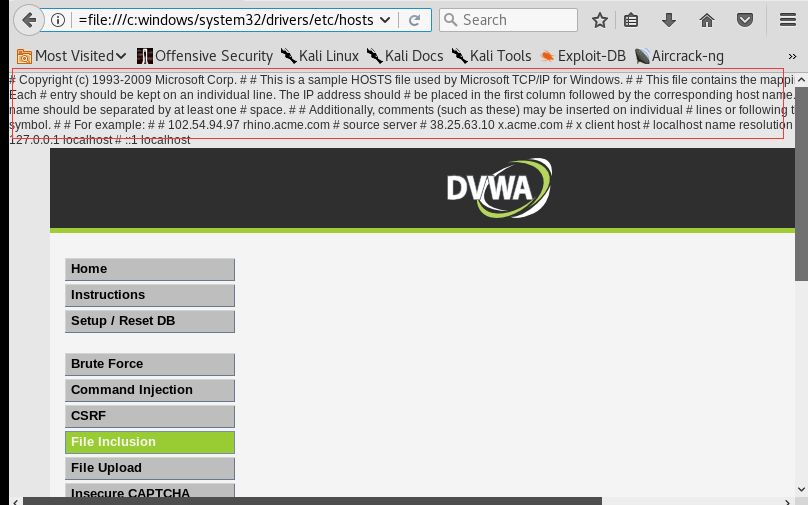 =file:///c:windows/system32/drivers/etc/hosts
Search
Most Visited Offensive Security Kali Linux Kali Docs Kali Tools Exploit-DB Aircrack-ng
# Copyright (c) 1993-2009 Microsoft Corp. # # This is a sample HOSTS file used by Microsoft TCP/IP for Windows. # # This file contains the mappi
Each # entry should be kept on an individual line. The IP address should # be placed in the first column followed by the corresponding host name.
name should be separated by at least one # space. # # Additionally, comments (such as these) may be inserted on individual # lines or following t
symbol. # # For example: # # 102.54.94.97 rhino.acme.com # source server # 38.25.63.10 x.acme.com # x client host # localhost name resolution
127.0.0.1 localhost # ::1 localhost
DVWA
Home
Instructions
Setup / Reset DB
Brute Force
Command Injection
CSRF
File Inclusion
File Upload
Insecure CAPTCHA